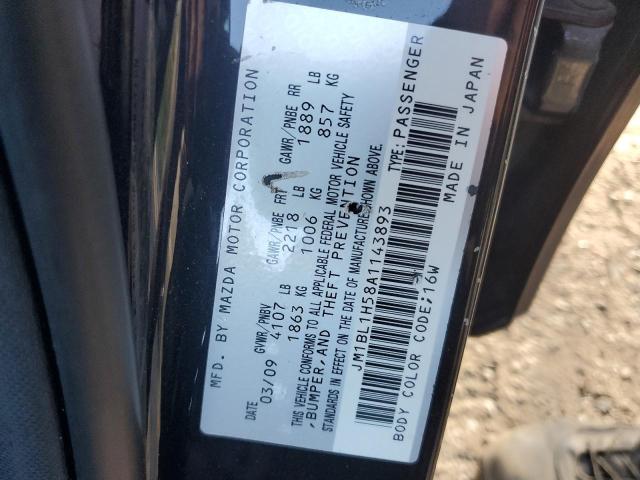 MFD. BY MAZDA MOTOR CORPORATION
DATE GVWR/PNBV GAWR/PNBE FRT GAWR/PNBE RR
03/09 4107 LB 2218 LB 1889 LB
1863 KG 1006 KG 857 KG
THIS VEHICLE CONFORMS TO ALL APPLICABLE FEDERAL MOTOR VEHICLE SAFETY
,BUMPER,AND THEFT PREVENTION
STANDARDS IN EFFECT ON THE DATE OF MANUFACTURE SHOWN ABOVE.
JM1BL1H58A1143893 TYPE: PASSENGER
BODY COLOR CODE;16W MADE IN JAPAN